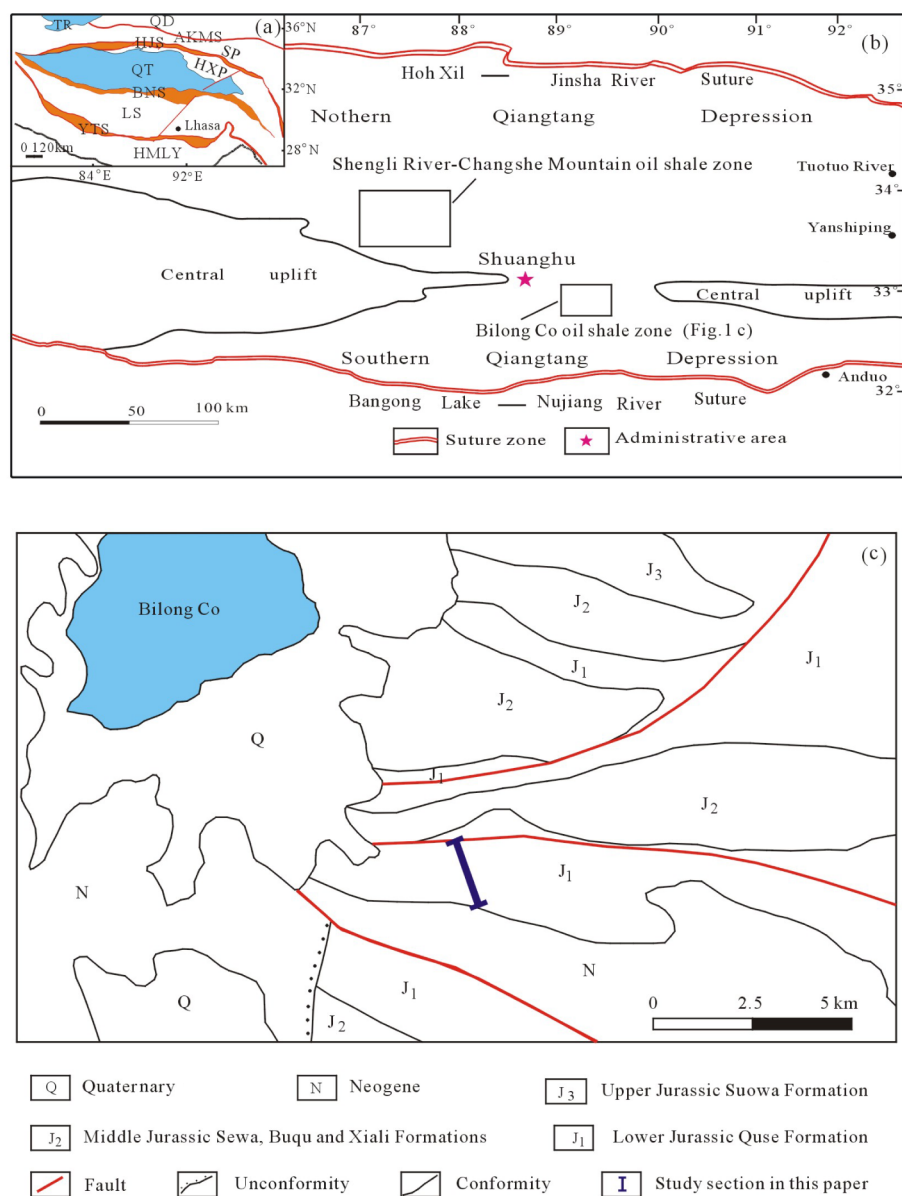 (a)
TR
QD
36°N
AKMS
HJS
SP
HXP
QT
32°N
BNS
LS
Lhasa
YTS
HMLY
28°N
0 120km
84°E
92°E
87°
88°
89°
90°
91°
92°
(b)
Hoh Xil — Jinsha River Suture
35°
Nothern Qiangtang Depression
Shengli River-Changshe Mountain oil shale zone
Tuotuo River
34°
Yanshiping
Shuanghu
Central uplift
33°
Central uplift
Bilong Co oil shale zone (Fig.1 c)
Southern Qiangtang Depression
Anduo
32°
Bangong Lake — Nujiang River Suture
0 50 100 km
Suture zone
Administrative area
(c)
J3
Bilong Co
J2
J1
J1
J2
Q
J1
J2
J1
N
N
J1
Q
J2
0 2.5 5 km
Q Quaternary
N Neogene
J3 Upper Jurassic Suowa Formation
J2 Middle Jurassic Sewa, Buqu and Xiali Formations
J1 Lower Jurassic Quse Formation
Fault
Unconformity
Conformity
Study section in this paper